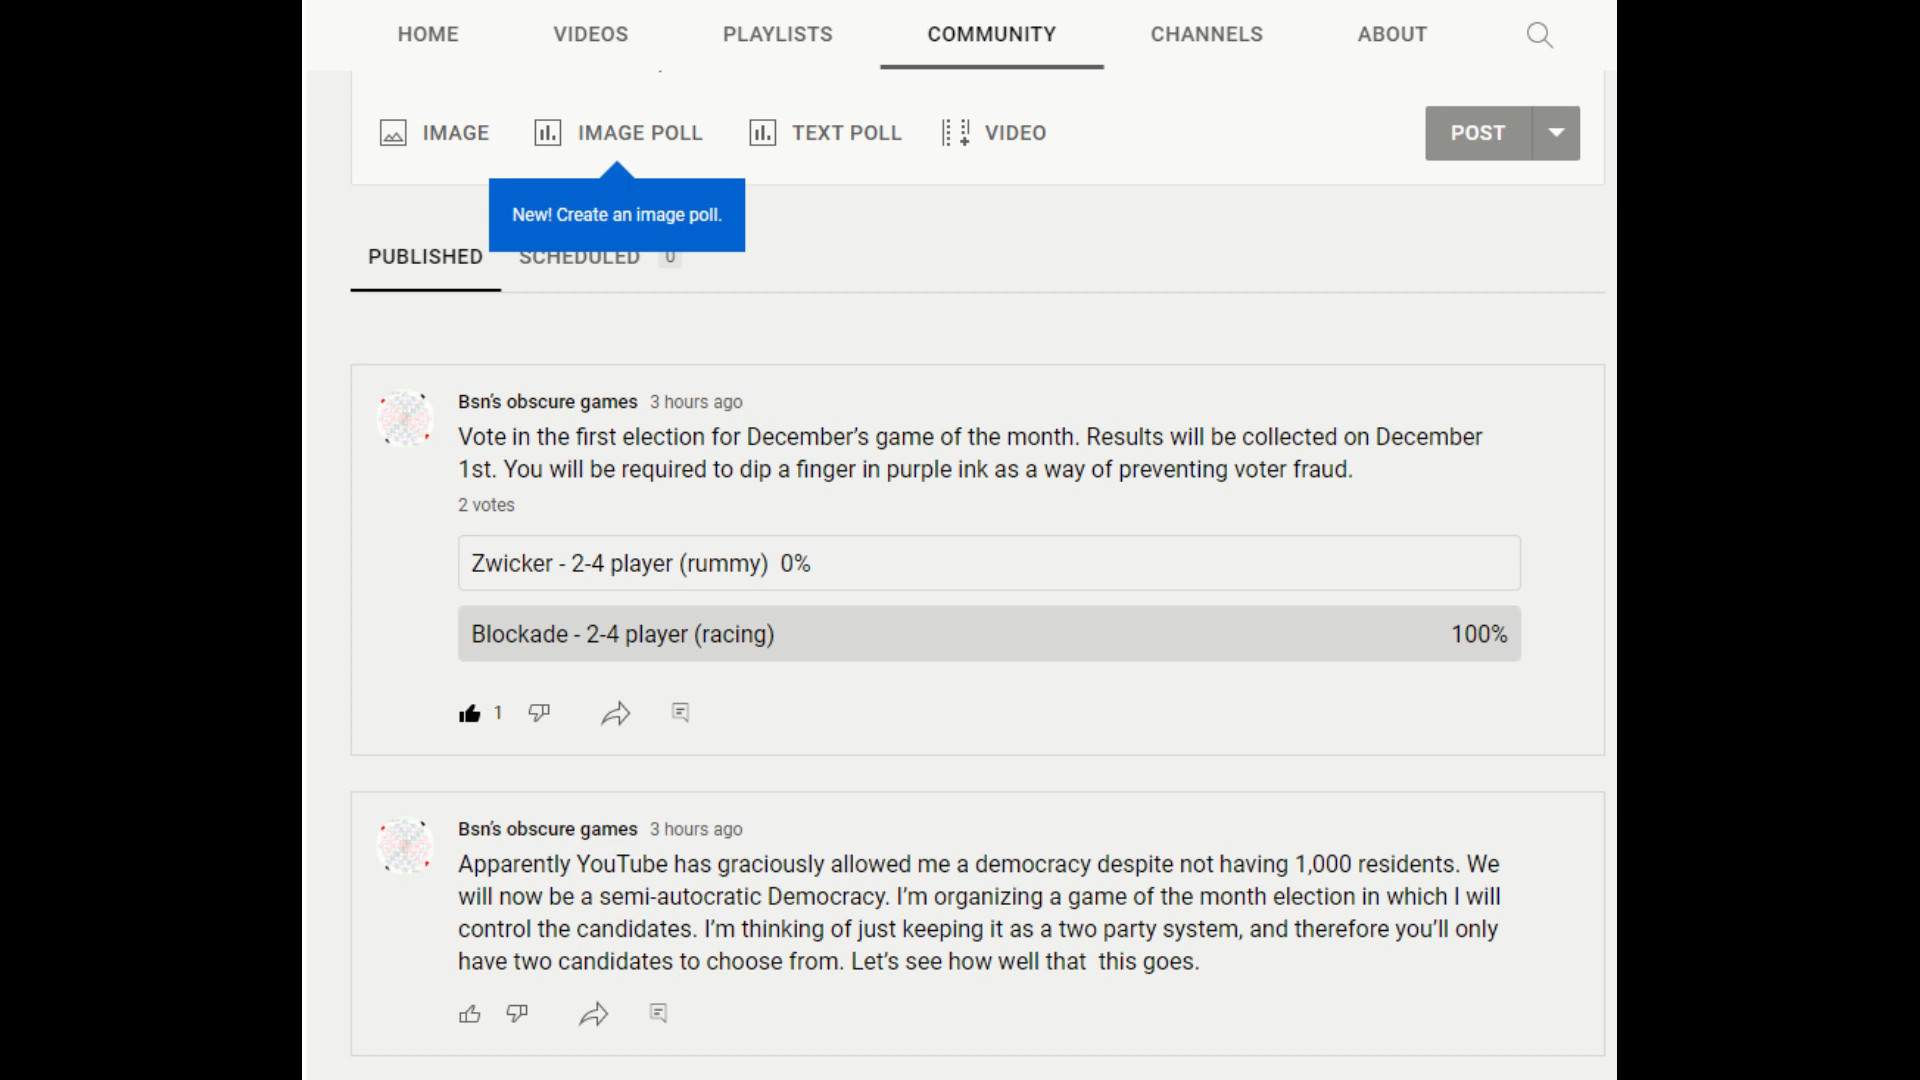 HOME VIDEOS PLAYLISTS COMMUNITY CHANNELS ABOUT
IMAGE IMAGE POLL TEXT POLL VIDEO POST
New! Create an image poll.
PUBLISHED SCHEDULED 0
Bsn's obscure games 3 hours ago
Vote in the first election for December's game of the month. Results will be collected on December
1st. You will be required to dip a finger in purple ink as a way of preventing voter fraud.
2 votes
Zwicker - 2-4 player (rummy) 0%
Blockade - 2-4 player (racing) 100%
1
Bsn's obscure games 3 hours ago
Apparently YouTube has graciously allowed me a democracy despite not having 1,000 residents. We
will now be a semi-autocratic Democracy. I'm organizing a game of the month election in which I will
control the candidates. I'm thinking of just keeping it as a two party system, and therefore you'll only
have two candidates to choose from. Let's see how well that this goes.